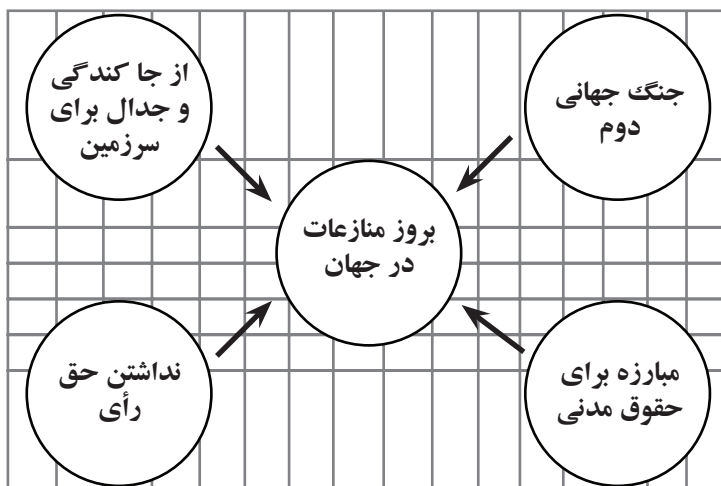 جنگ جهانی
دوم
از جا کندگی
و جدال برای
سرزمین
بروز منازعات
در جهان
مبارزه برای
حقوق مدنی
نداشتن حق
رأی